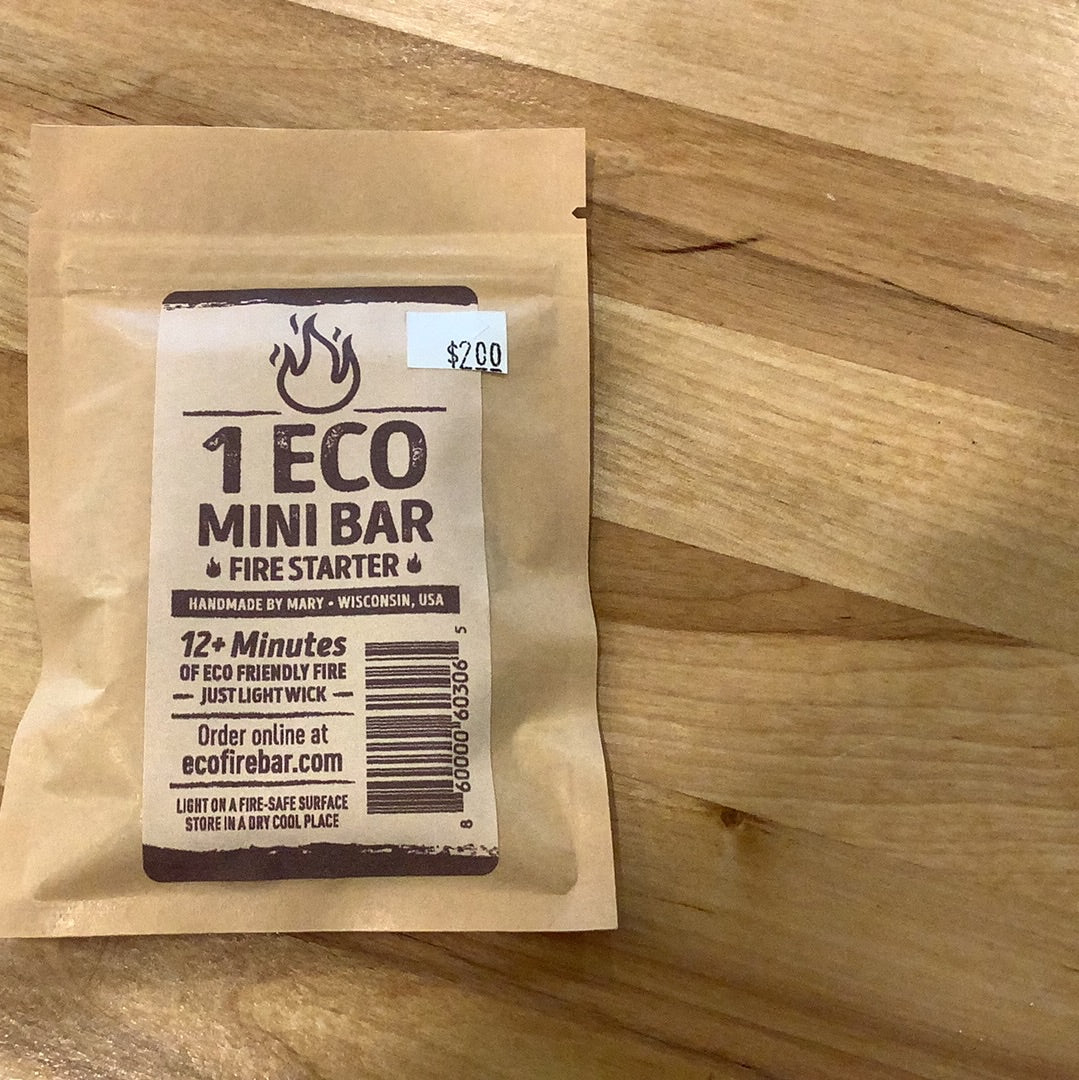 $2.00
1 ECO
MINI BAR
FIRE STARTER
HANDMADE BY MARY • WISCONSIN, USA
12+ Minutes
OF ECO FRIENDLY FIRE
— JUST LIGHT WICK —
Order online at
ecofirebar.com
LIGHT ON A FIRE-SAFE SURFACE
STORE IN A DRY COOL PLACE
8 60000 60306 5